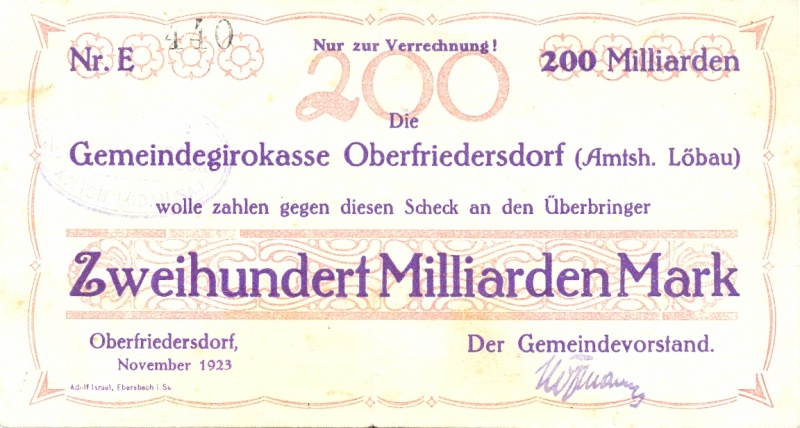 440
Nr. E
Nur zur Verrechnung!
200 Milliarden
200
Die
Gemeindegirokasse Oberfriedersdorf (Amtsh. Löbau)
wolle zahlen gegen diesen Scheck an den Überbringer
Zweihundert Milliarden Mark
Oberfriedersdorf,
November 1923
Der Gemeindevorstand.
Adolf Israel, Ebersbach i. Sa.